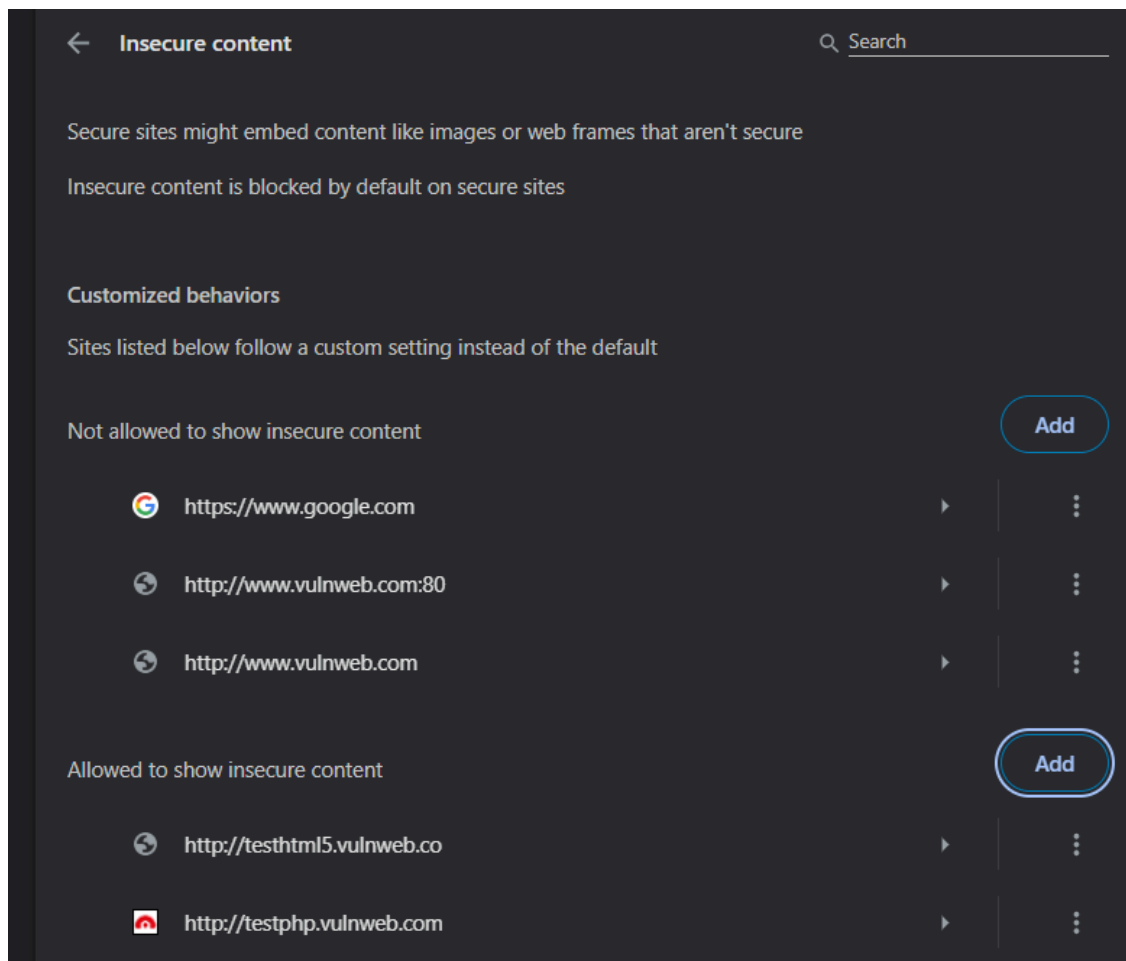 Insecure content
Search
Secure sites might embed content like images or web frames that aren't secure
Insecure content is blocked by default on secure sites
Customized behaviors
Sites listed below follow a custom setting instead of the default
Not allowed to show insecure content
Add
https://www.google.com
http://www.vulnweb.com:80
http://www.vulnweb.com
Allowed to show insecure content
Add
http://testhtml5.vulnweb.co
http://testphp.vulnweb.com